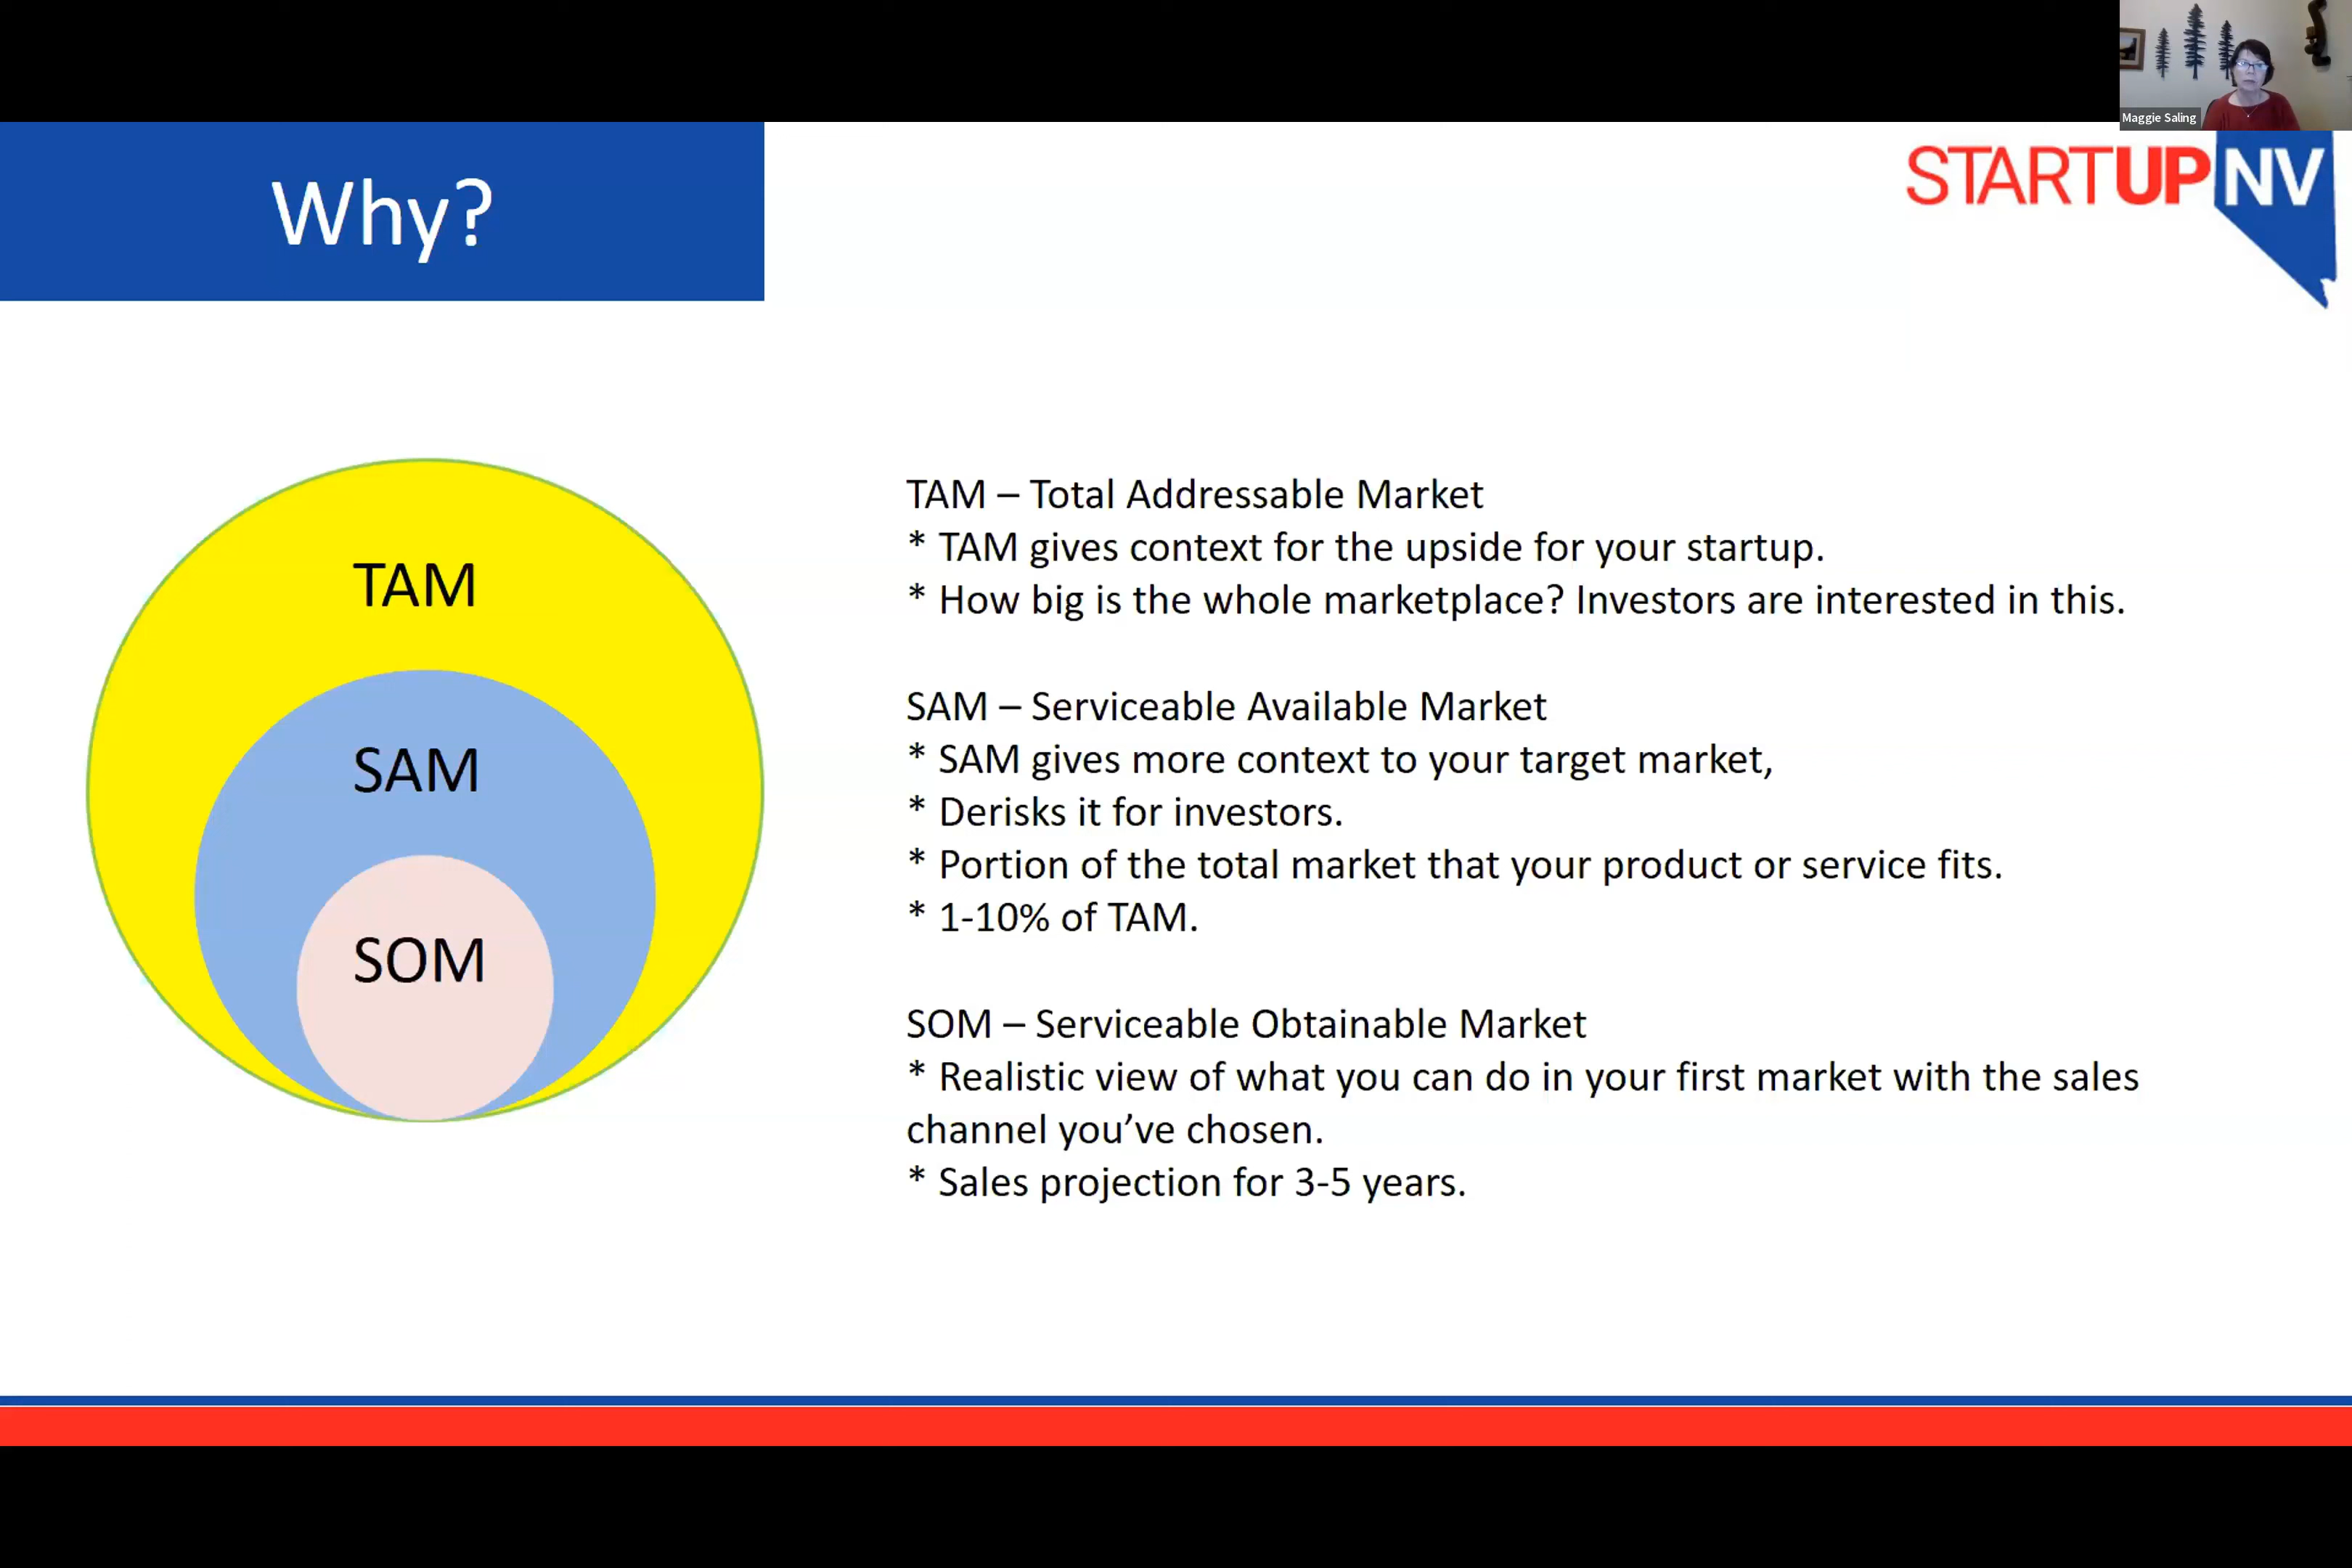 Maggie Saling
Why?
STARTUPNV
TAM
SAM
SOM
TAM – Total Addressable Market
* TAM gives context for the upside for your startup.
* How big is the whole marketplace? Investors are interested in this.
SAM – Serviceable Available Market
* SAM gives more context to your target market,
* Derisks it for investors.
* Portion of the total market that your product or service fits.
* 1-10% of TAM.
SOM – Serviceable Obtainable Market
* Realistic view of what you can do in your first market with the sales
channel you’ve chosen.
* Sales projection for 3-5 years.